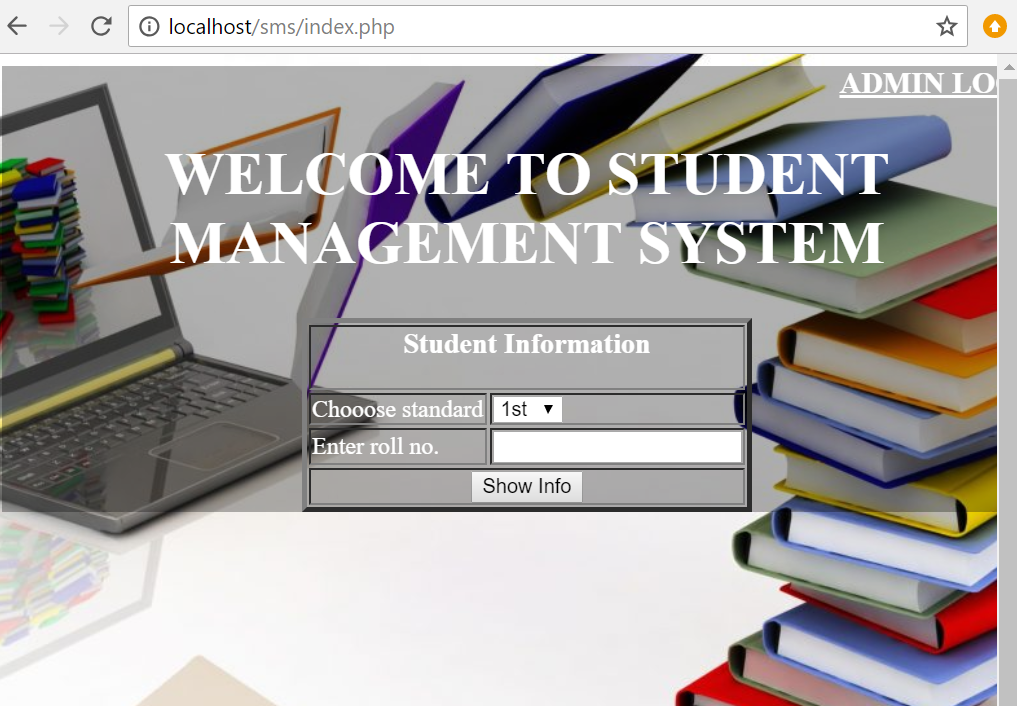 localhost/sms/index.php
ADMIN LO
WELCOME TO STUDENT
MANAGEMENT SYSTEM
Student Information
Chooose standard 1st
Enter roll no.
Show Info